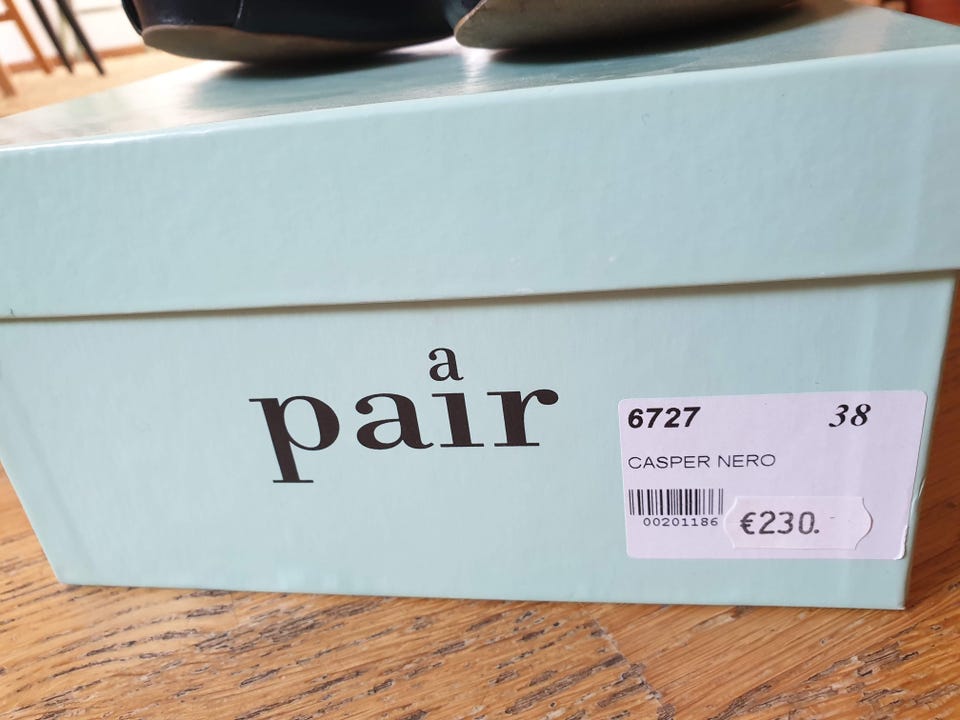 a
pair
6727 38
CASPER NERO
00201186
€230.-